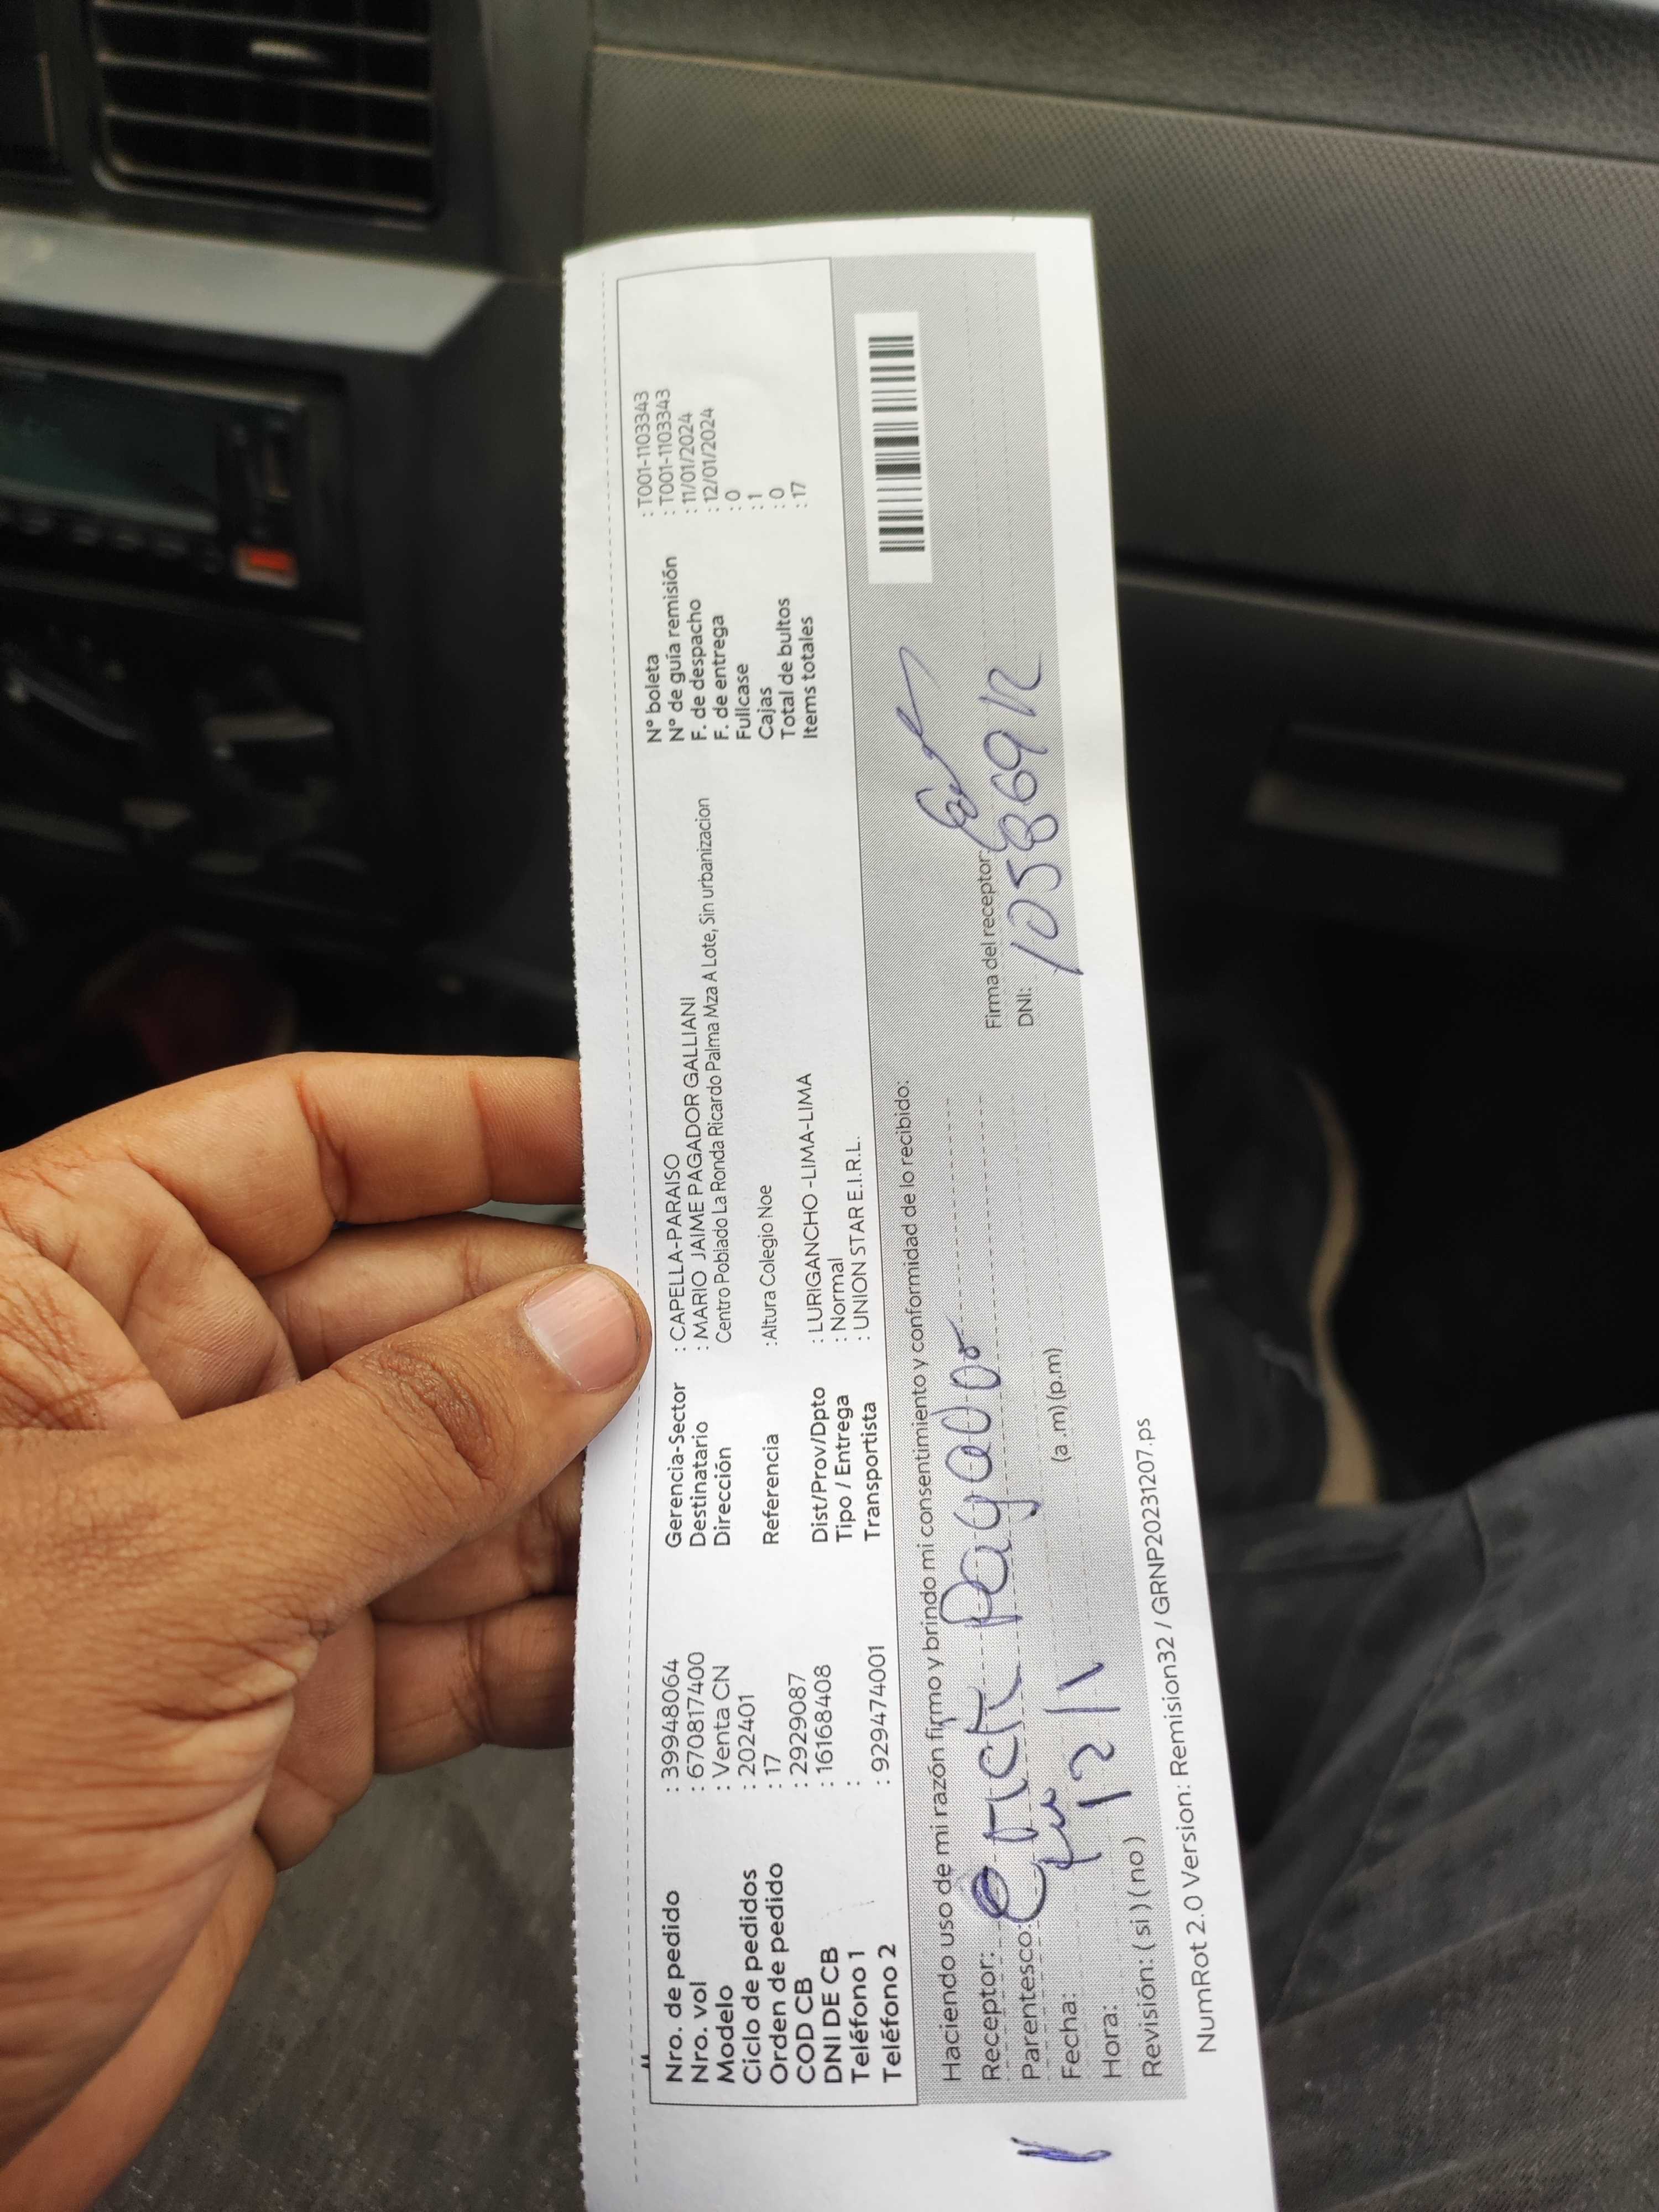 Nro. de pedido : 39948064
Nro. vol : 670817400
Modelo : Venta CN
Ciclo de pedidos : 202401
Orden de pedido : 17
COD CB : 2929087
DNI DE CB : 16168408
Teléfono 1 :
Teléfono 2 : 929474001
Gerencia-Sector : CAPELLA-PARAISO
Destinatario : MARIO JAIME PAGADOR GALLIANI
Dirección Centro Poblado La Ronda Ricardo Palma Mza A Lote, Sin urbanizacion
Referencia :Altura Colegio Noe
Dist/Prov/Dpto : LURIGANCHO -LIMA-LIMA
Tipo / Entrega : Normal
Transportista : UNION STAR E.I.R.L.
N° boleta : T001-1103343
N° de guía remisión : T001-1103343
F. de despacho : 11/01/2024
F. de entrega : 12/01/2024
Fullcase : 0
Cajas : 1
Total de bultos : 0
Items totales : 17
Haciendo uso de mi razón firmo y brindo mi consentimiento y conformidad de lo recibido:
Receptor: Erick Pagador
Parentesco:
Fecha: 12/1
Hora: (a .m) (p.m)
Revisión: ( si ) ( no )
Firma del receptor:
DNI:
NumRot 2.0 Version: Remision32 / GRNP20231207.ps